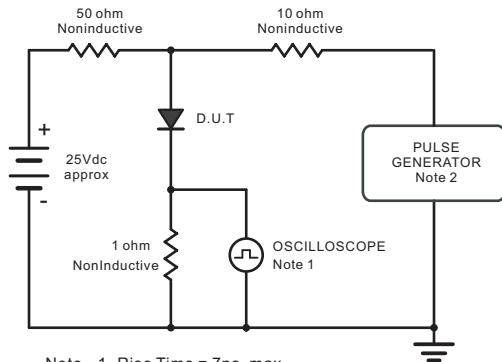 50 ohm
Noninductive
10 ohm
Noninductive
D.U.T
+
25Vdc
approx
-
PULSE
GENERATOR
Note 2
1 ohm
NonInductive
OSCILLOSCOPE
Note 1